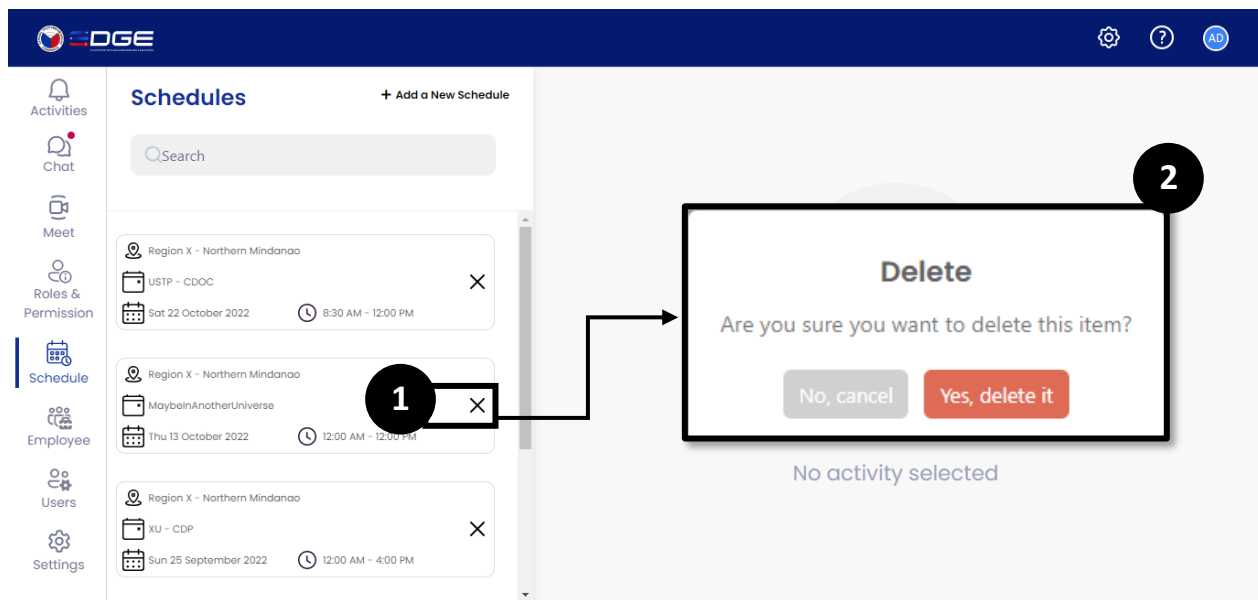 EDGE
AD
Activities
Chat
Meet
Roles &
Permission
Schedule
Employee
Users
Settings
Schedules
+ Add a New Schedule
Search
Region X - Northern Mindanao
USTP - CDOC
Sat 22 October 2022 8:30 AM - 12:00 PM
Region X - Northern Mindanao
MaybeInAnotherUniverse
Thu 13 October 2022 12:00 AM - 12:00 PM
1
Region X - Northern Mindanao
XU - CDP
Sun 25 September 2022 12:00 AM - 4:00 PM
2
Delete
Are you sure you want to delete this item?
No, cancel Yes, delete it
No activity selected